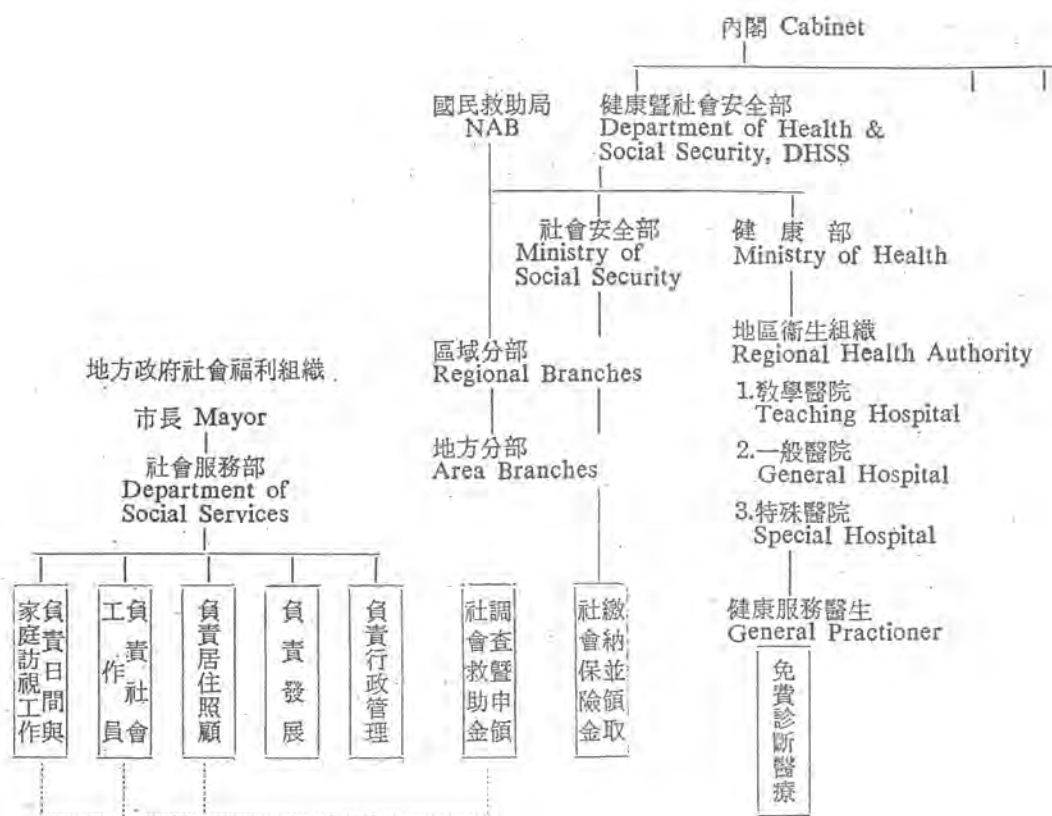 內閣 Cabinet
國民救助局
NAB
健康暨社會安全部
Department of Health &
Social Security, DHSS
社會安全部
Ministry of
Social Security
健康部
Ministry of Health
地區衞生組織
Regional Health Authority
區域分部
Regional Branches
地方政府社會福利組織
1.教學醫院
Teaching Hospital
市長 Mayor
地方分部
Area Branches
2.一般醫院
General Hospital
社會服務部
Department of
Social Services
3.特殊醫院
Special Hospital
健康服務醫生
General Practioner
負責日間與
家庭訪視工作
負責社會
工作員
負責居住照顧
負責發展
負責行政管理
調查暨申領
社會救助金
繳納並領取
社會保險金
免費診斷醫療